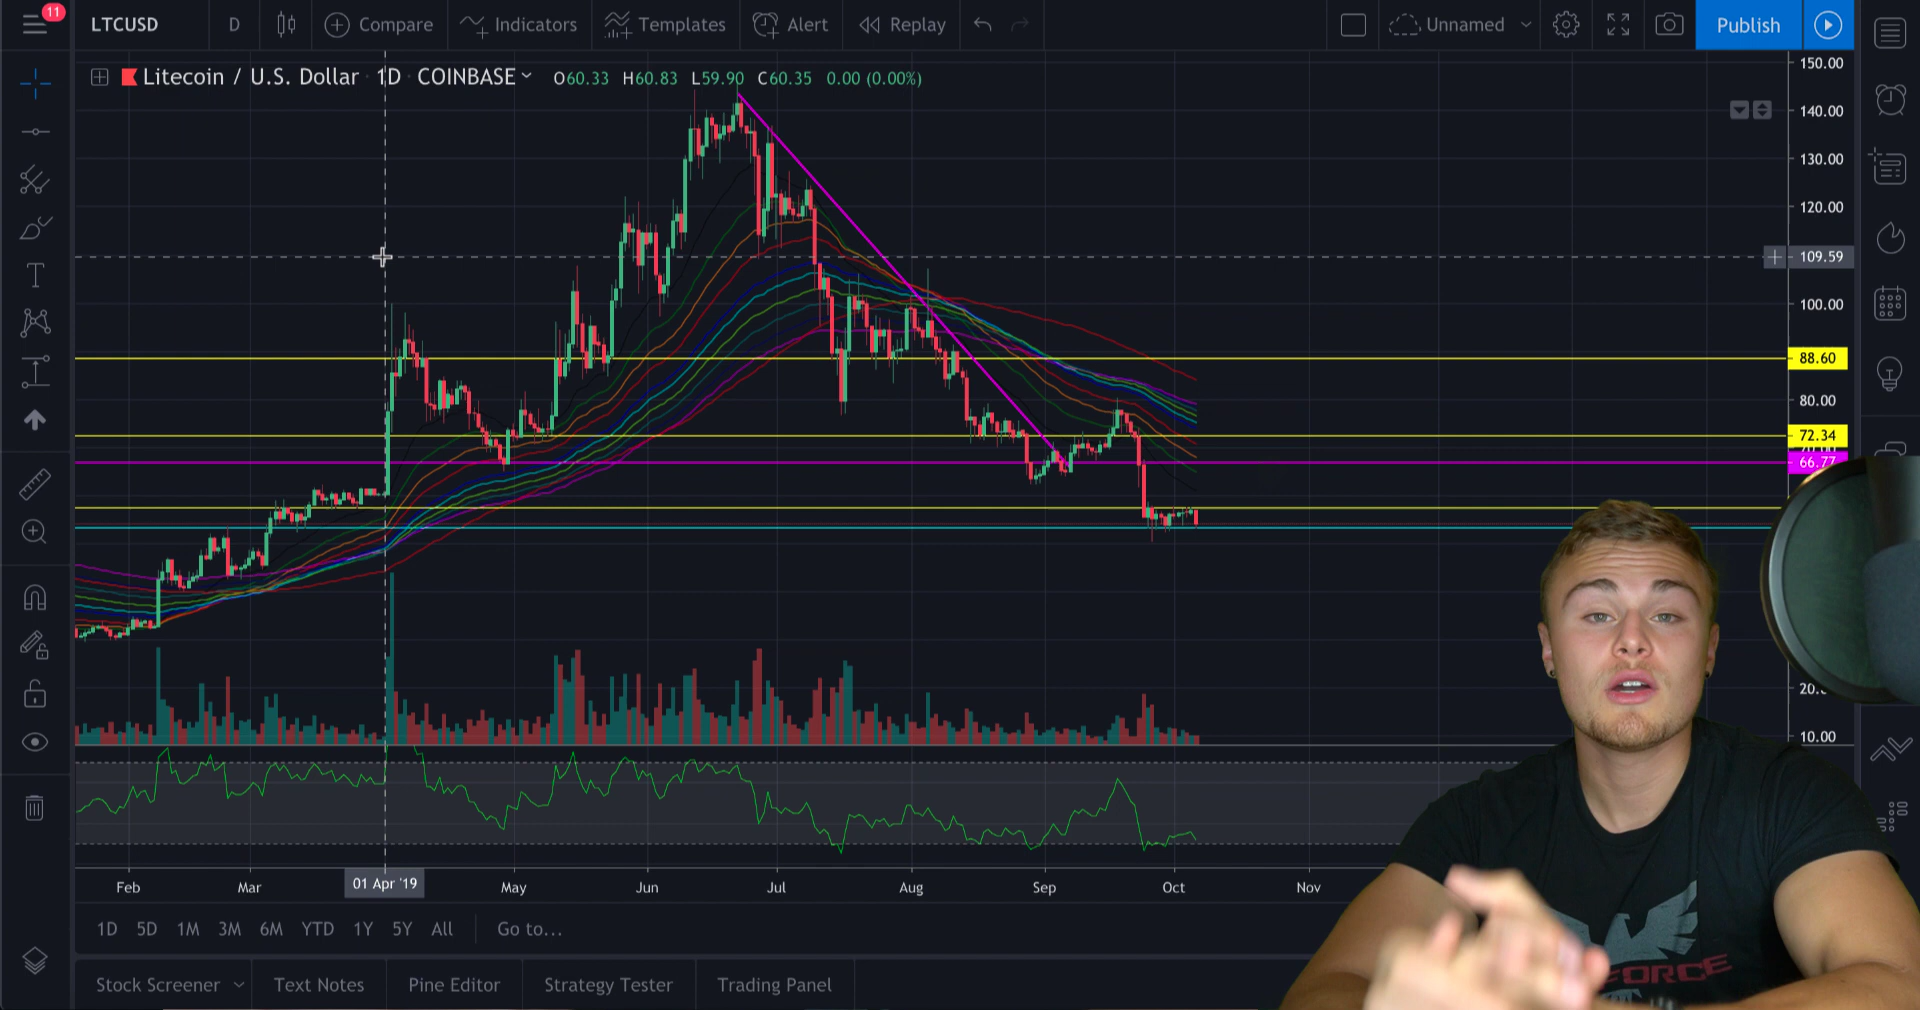 11
LTCUSD D Compare Indicators Templates Alert Replay Unnamed Publish
Litecoin / U.S. Dollar · 1D · COINBASE O60.33 H60.83 L59.90 C60.35 0.00 (0.00%)
150.00
140.00
130.00
120.00
109.59
100.00
88.60
80.00
72.34
66.77
10.00
Feb Mar 01 Apr '19 May Jun Jul Aug Sep Oct Nov
1D 5D 1M 3M 6M YTD 1Y 5Y All Go to...
Stock Screener Text Notes Pine Editor Strategy Tester Trading Panel
FORCE